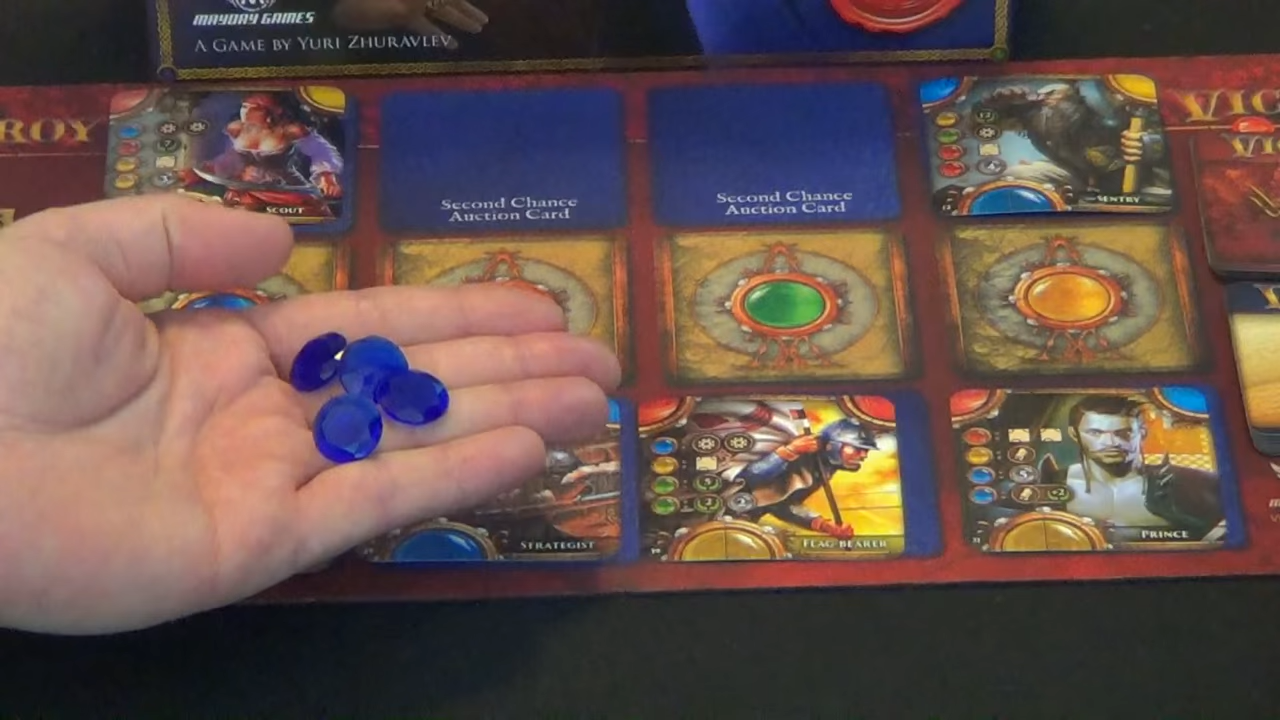 MAYDAY GAMES
A GAME BY YURI ZHURAVLEV
ROY
SCOUT
Second Chance
Auction Card
Second Chance
Auction Card
SENTRY
VIC
STRATEGIST
FLAG BEARER
PRINCE